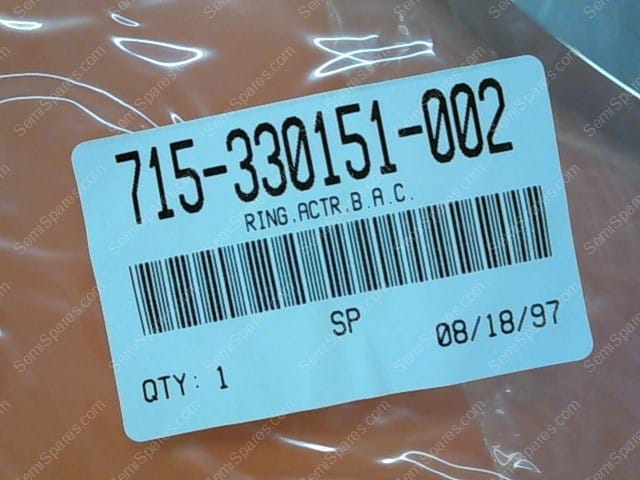 715-330151-002
RING.ACTR.B.A.C.
SP
08/18/97
QTY: 1
SemiSpares.com